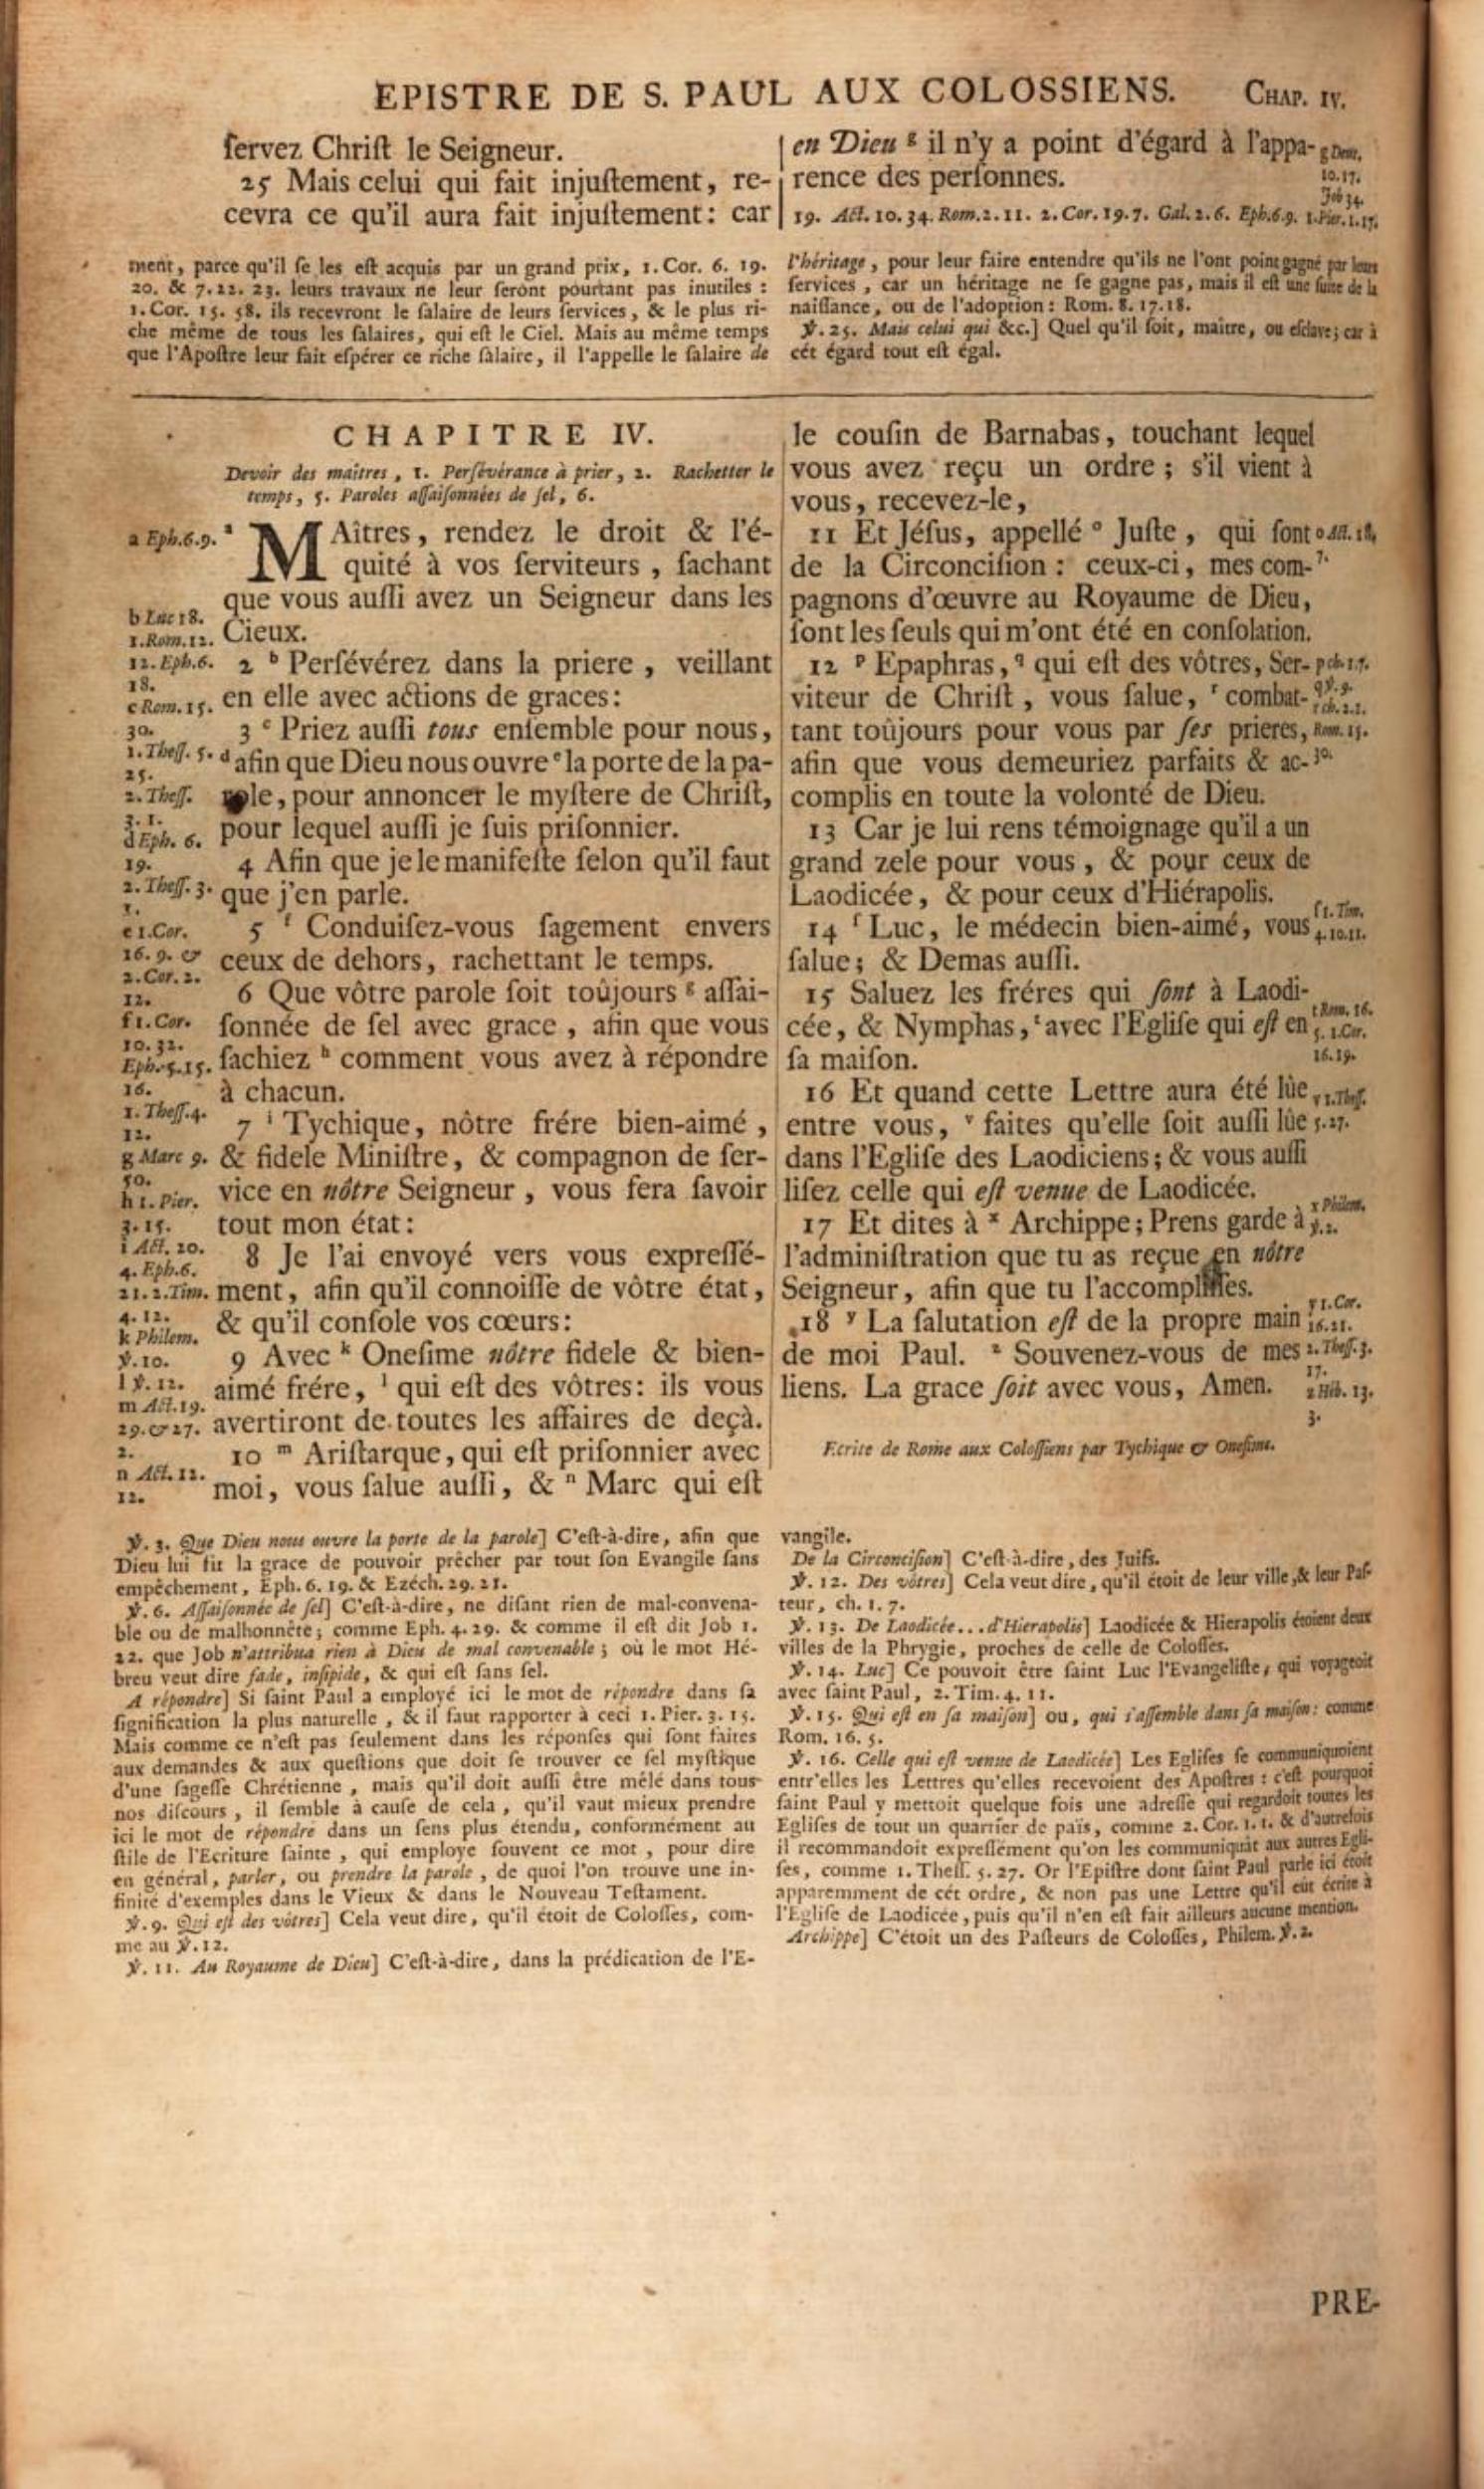 EPISTRE DE S. PAUL AUX COLOSSIENS. CHAP. IV.
ſervez Chriſt le Seigneur.
25 Mais celui qui fait injuſtement, re-
cevra ce qu'il aura fait injuſtement: car
en Dieu g il n'y a point d'égard à l'appa-
rence des perſonnes.
g Deut.
10.17.
Job 34.
19. Act. 10. 34. Rom. 2. 11. 2. Cor. 19. 7. Gal. 2. 6. Eph. 6. 9. 1. Pier. 1. 17.
ment, parce qu'il ſe les eſt acquis par un grand prix, 1. Cor. 6. 19.
20. & 7. 22. 23. leurs travaux ne leur ſeront pourtant pas inutiles :
1. Cor. 15. 58. ils recevront le ſalaire de leurs ſervices, & le plus ri-
che même de tous les ſalaires, qui eſt le Ciel. Mais au même temps
que l'Apoſtre leur fait eſpérer ce riche ſalaire, il l'appelle le ſalaire de
l'héritage, pour leur faire entendre qu'ils ne l'ont point gagné par leurs
ſervices, car un héritage ne ſe gagne pas, mais il eſt une ſuite de la
naiſſance, ou de l'adoption : Rom. 8. 17. 18.
℣. 25. Mais celui qui &c.] Quel qu'il ſoit, maitre, ou eſclave; car à
cét égard tout eſt égal.
CHAPITRE IV.
Devoir des maîtres, 1. Perſévérance à prier, 2. Rachetter le
temps, 5. Paroles aſſaiſonnées de ſel, 6.
a MAîtres, rendez le droit & l'é-
quité à vos ſerviteurs, ſachant
que vous auſſi avez un Seigneur dans les
Cieux.
2 b Perſévérez dans la priere, veillant
en elle avec actions de graces:
3 c Priez auſſi tous enſemble pour nous,
d afin que Dieu nous ouvre e la porte de la pa-
role, pour annoncer le myſtere de Chriſt,
pour lequel auſſi je ſuis priſonnier.
4 Afin que je le manifeſte ſelon qu'il faut
que j'en parle.
5 f Conduiſez-vous ſagement envers
ceux de dehors, rachettant le temps.
6 Que vôtre parole ſoit toûjours g aſſai-
ſonnée de ſel avec grace, afin que vous
ſachiez h comment vous avez à répondre
à chacun.
7 i Tychique, nôtre frére bien-aimé,
& fidele Miniſtre, & compagnon de ſer-
vice en nôtre Seigneur, vous fera ſavoir
tout mon état:
8 Je l'ai envoyé vers vous expreſſé-
ment, afin qu'il connoiſſe de vôtre état,
& qu'il conſole vos cœurs:
9 Avec k Oneſime nôtre fidele & bien-
aimé frére, l qui eſt des vôtres: ils vous
avertiront de toutes les affaires de deçà.
10 m Ariſtarque, qui eſt priſonnier avec
moi, vous ſalue auſſi, & n Marc qui eſt
a Eph.6.9.
b Luc 18.
1. Rom. 12.
12. Eph. 6.
18.
c Rom. 15.
30.
1. Theſſ. 5.
25.
2. Theſſ.
3. 1.
d Eph. 6.
19.
2. Theſſ. 3.
1.
e 1. Cor.
16. 9. &
2. Cor. 2.
12.
f 1. Cor.
10. 32.
Eph. 5. 15.
16.
1. Theſſ. 4.
12.
g Marc 9.
50.
h 1. Pier.
3. 15.
i Act. 20.
4. Eph. 6.
21. 2. Tim.
4. 12.
k Philem.
℣. 10.
l ℣. 12.
m Act. 19.
29. & 27.
2.
n Act. 12.
12.
le couſin de Barnabas, touchant lequel
vous avez reçu un ordre; s'il vient à
vous, recevez-le,
11 Et Jéſus, appellé o Juſte, qui ſont
de la Circonciſion: ceux-ci, mes com-
pagnons d'œuvre au Royaume de Dieu,
ſont les ſeuls qui m'ont été en conſolation.
12 p Epaphras, q qui eſt des vôtres, Ser-
viteur de Chriſt, vous ſalue, r combat-
tant toûjours pour vous par ſes prieres,
afin que vous demeuriez parfaits & ac-
complis en toute la volonté de Dieu.
13 Car je lui rens témoignage qu'il a un
grand zele pour vous, & pour ceux de
Laodicée, & pour ceux d'Hiérapolis.
14 ſ Luc, le médecin bien-aimé, vous
ſalue; & Demas auſſi.
15 Saluez les fréres qui ſont à Laodi-
cée, & Nymphas, t avec l'Egliſe qui eſt en
ſa maiſon.
16 Et quand cette Lettre aura été lûe
entre vous, v faites qu'elle ſoit auſſi lûe
dans l'Egliſe des Laodiciens; & vous auſſi
liſez celle qui eſt venue de Laodicée.
17 Et dites à x Archippe; Prens garde à
l'adminiſtration que tu as reçue en nôtre
Seigneur, afin que tu l'accompliſſes.
18 y La ſalutation eſt de la propre main
de moi Paul. z Souvenez-vous de mes
liens. La grace ſoit avec vous, Amen.
o Act. 18.
7.
p ch. 1. 7.
q ℣. 9.
r ch. 2. 1.
Rom. 15.
30.
ſ 1. Tim.
4. 10. 11.
t Rom. 16.
5. 1. Cor.
16. 19.
v 1. Theſſ.
5. 27.
x Philem.
℣. 2.
y 1. Cor.
16. 21.
2. Theſſ. 3.
17.
z Héb. 13.
3.
Ecrite de Rome aux Coloſſiens par Tychique & Oneſime.
℣. 3. Que Dieu nous ouvre la porte de la parole] C'eſt-à-dire, afin que
Dieu lui fit la grace de pouvoir prêcher par tout ſon Evangile ſans
empêchement, Eph. 6. 19. & Ezéch. 29. 21.
℣. 6. Aſſaiſonnée de ſel] C'eſt-à-dire, ne diſant rien de mal-convena-
ble ou de malhonnête; comme Eph. 4. 29. & comme il eſt dit Job 1.
22. que Job n'attribua rien à Dieu de mal convenable; où le mot Hé-
breu veut dire fade, inſipide, & qui eſt ſans ſel.
A répondre] Si ſaint Paul a employé ici le mot de répondre dans ſa
ſignification la plus naturelle, & il faut rapporter à ceci 1. Pier. 3. 15.
Mais comme ce n'eſt pas ſeulement dans les réponſes qui ſont faites
aux demandes & aux queſtions que doit ſe trouver ce ſel myſtique
d'une ſageſſe Chrétienne, mais qu'il doit auſſi être mêlé dans tous
nos diſcours, il ſemble à cauſe de cela, qu'il vaut mieux prendre
ici le mot de répondre dans un ſens plus étendu, conformément au
ſtile de l'Ecriture ſainte, qui employe ſouvent ce mot, pour dire
en général, parler, ou prendre la parole, de quoi l'on trouve une in-
finité d'exemples dans le Vieux & dans le Nouveau Teſtament.
℣. 9. Qui eſt des vôtres] Cela veut dire, qu'il étoit de Coloſſes, com-
me au ℣. 12.
℣. 11. Au Royaume de Dieu] C'eſt-à-dire, dans la prédication de l'E-
vangile.
De la Circonciſion] C'eſt-à-dire, des Juifs.
℣. 12. Des vôtres] Cela veut dire, qu'il étoit de leur ville, & leur Paſ-
teur, ch. 1. 7.
℣. 13. De Laodicée... d'Hierapolis] Laodicée & Hierapolis étoient deux
villes de la Phrygie, proches de celle de Coloſſes.
℣. 14. Luc] Ce pouvoit être ſaint Luc l'Evangeliſte, qui voyageoit
avec ſaint Paul, 2. Tim. 4. 11.
℣. 15. Qui eſt en ſa maiſon] ou, qui s'aſſemble dans ſa maiſon: comme
Rom. 16. 5.
℣. 16. Celle qui eſt venue de Laodicée] Les Egliſes ſe communiquoient
entr'elles les Lettres qu'elles recevoient des Apoſtres : c'eſt pourquoi
ſaint Paul y mettoit quelque fois une adreſſe qui regardoit toutes les
Egliſes de tout un quartier de païs, comme 2. Cor. 1. 1. & d'autrefois
il recommandoit expreſſément qu'on les communiquât aux autres Egli-
ſes, comme 1. Theſſ. 5. 27. Or l'Epiſtre dont ſaint Paul parle ici étoit
apparemment de cét ordre, & non pas une Lettre qu'il eût écrite à
l'Egliſe de Laodicée, puis qu'il n'en eſt fait ailleurs aucune mention.
Archippe] C'étoit un des Paſteurs de Coloſſes, Philem. ℣. 2.
PRE-